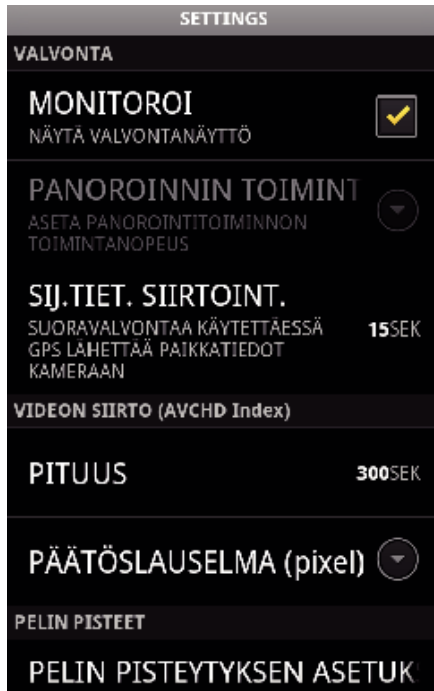 SETTINGS
VALVONTA
MONITOROI
NÄYTÄ VALVONTANÄYTTÖ
PANOROINNIN TOIMINT
ASETA PANOROINTITOIMINNON
TOIMINTANOPEUS
SIJ.TIET. SIIRTOINT.
SUORAVALVONTAA KÄYTETTÄESSÄ
GPS LÄHETTÄÄ PAIKKATIEDOT
KAMERAAN
15SEK
VIDEON SIIRTO (AVCHD Index)
PITUUS
300SEK
PÄÄTÖSLAUSELMA (pixel)
PELIN PISTEET
PELIN PISTEYTYKSEN ASETUK